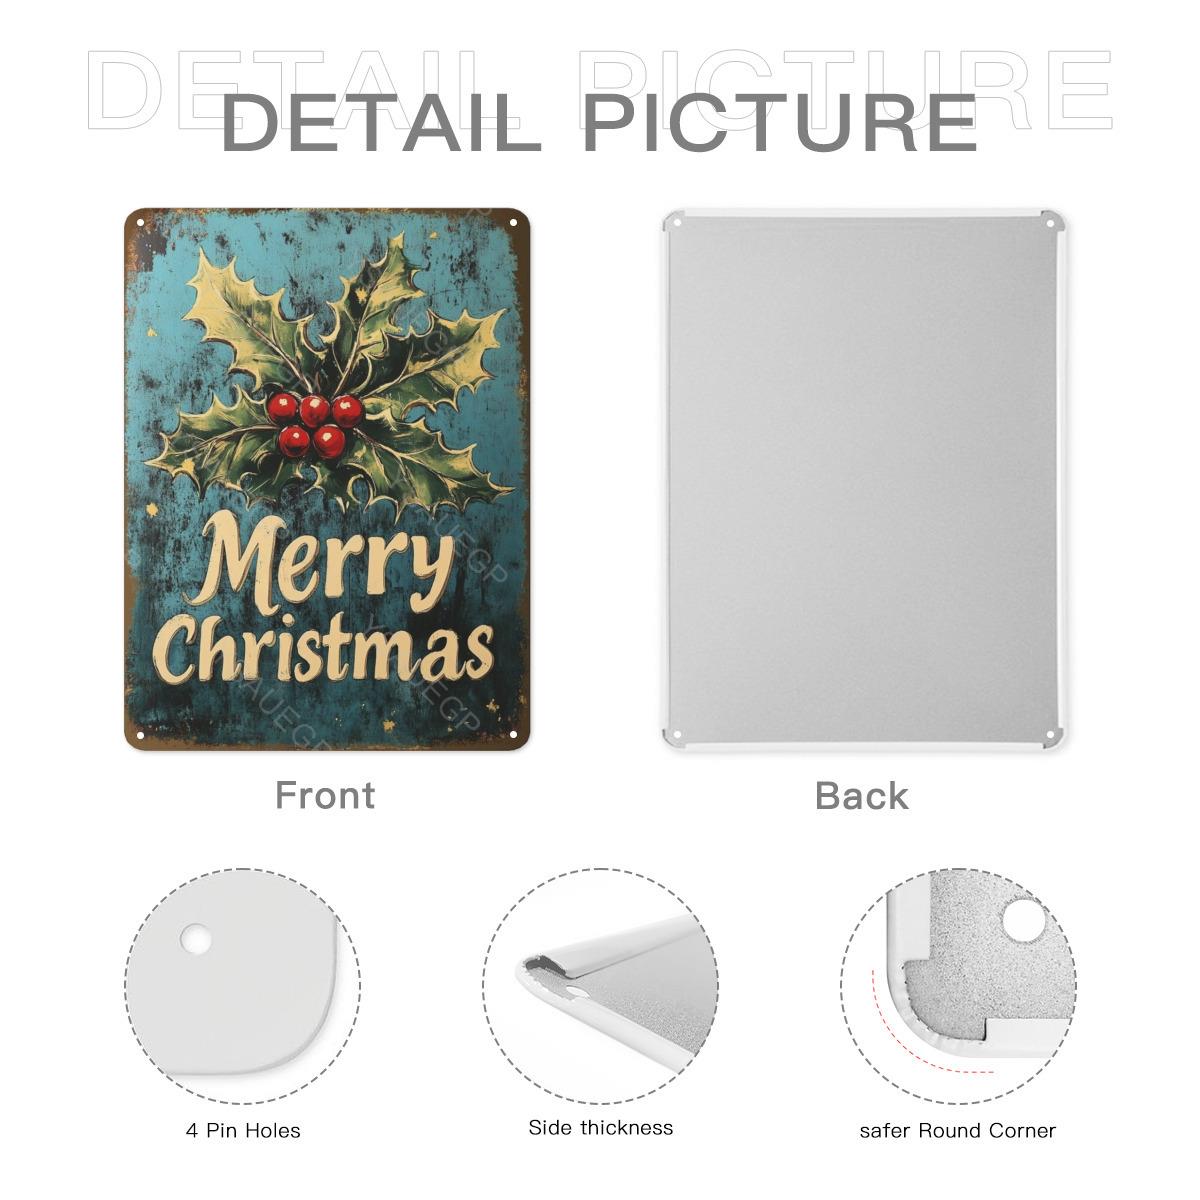 DETAIL PICTURE
DETAIL PICTURE
Merry
Christmas
Front
Back
4 Pin Holes
Side thickness
safer Round Corner